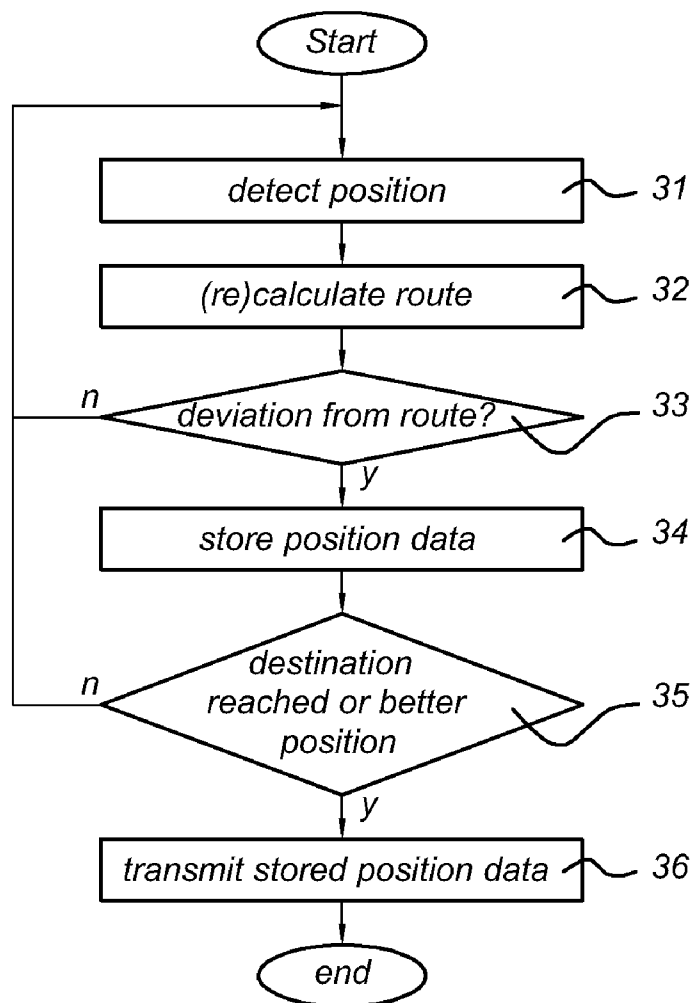 Start
detect position 31
(re)calculate route 32
n
deviation from route? 33
y
store position data 34
n
destination
reached or better 35
position
y
transmit stored position data 36
end